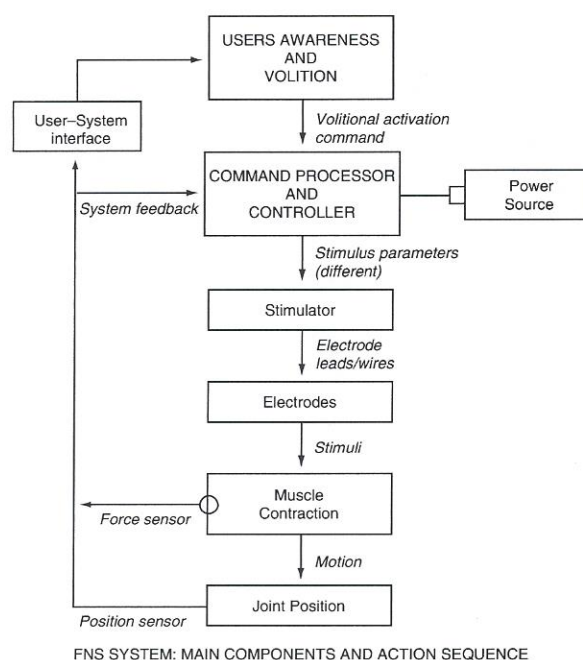 USERS AWARENESS
AND
VOLITION
User–System
interface
Volitional activation
command
COMMAND PROCESSOR
AND
CONTROLLER
Power
Source
System feedback
Stimulus parameters
(different)
Stimulator
Electrode
leads/wires
Electrodes
Stimuli
Muscle
Contraction
Force sensor
Motion
Joint Position
Position sensor
FNS SYSTEM: MAIN COMPONENTS AND ACTION SEQUENCE